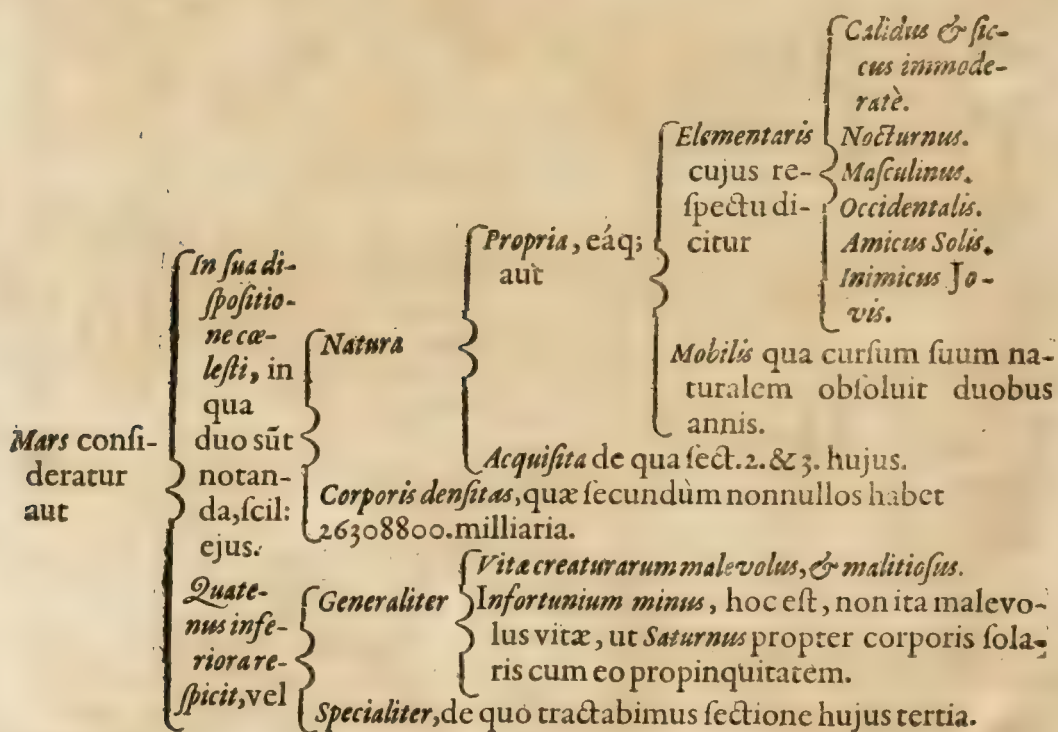 Mars conſi-
deratur
aut
In ſua di-
ſpoſitio-
ne cœ-
leſti, in
qua
duo sūt
notan-
da, ſcil:
ejus.
Natura
Propria, eáq;
aut
Elementaris
cujus re-
ſpectu di-
citur
Calidus & ſic-
cus immode-
ratè.
Nocturnus.
Maſculinus.
Occidentalis.
Amicus Solis.
Inimicus Jo-
vis.
Mobilis qua curſum ſuum na-
turalem obſoluit duobus
annis.
Acquiſita de qua ſect. 2. & 3. hujus.
Corporis denſitas, quæ ſecundùm nonnullos habet
26308800. milliaria.
Quate-
nus infe-
riora re-
ſpicit, vel
Generaliter
Vitæ creaturarum malevolus, & malitioſus.
Infortunium minus, hoc eſt, non ita malevo-
lus vitæ, ut Saturnus propter corporis ſola-
ris cum eo propinquitatem.
Specialiter, de quo tractabimus ſectione hujus tertia.